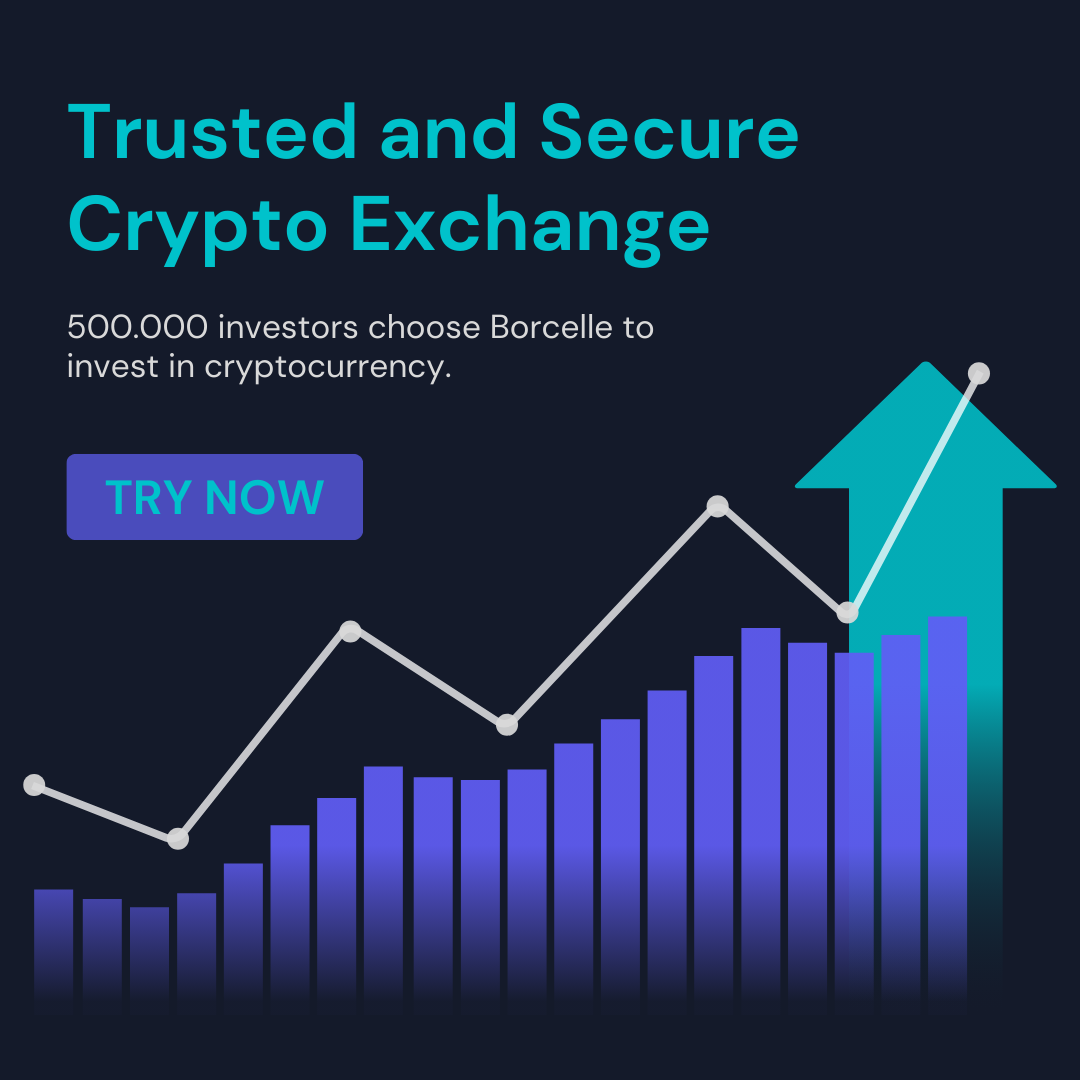 Trusted and Secure
Crypto Exchange
500.000 investors choose Borcelle to
invest in cryptocurrency.
TRY NOW